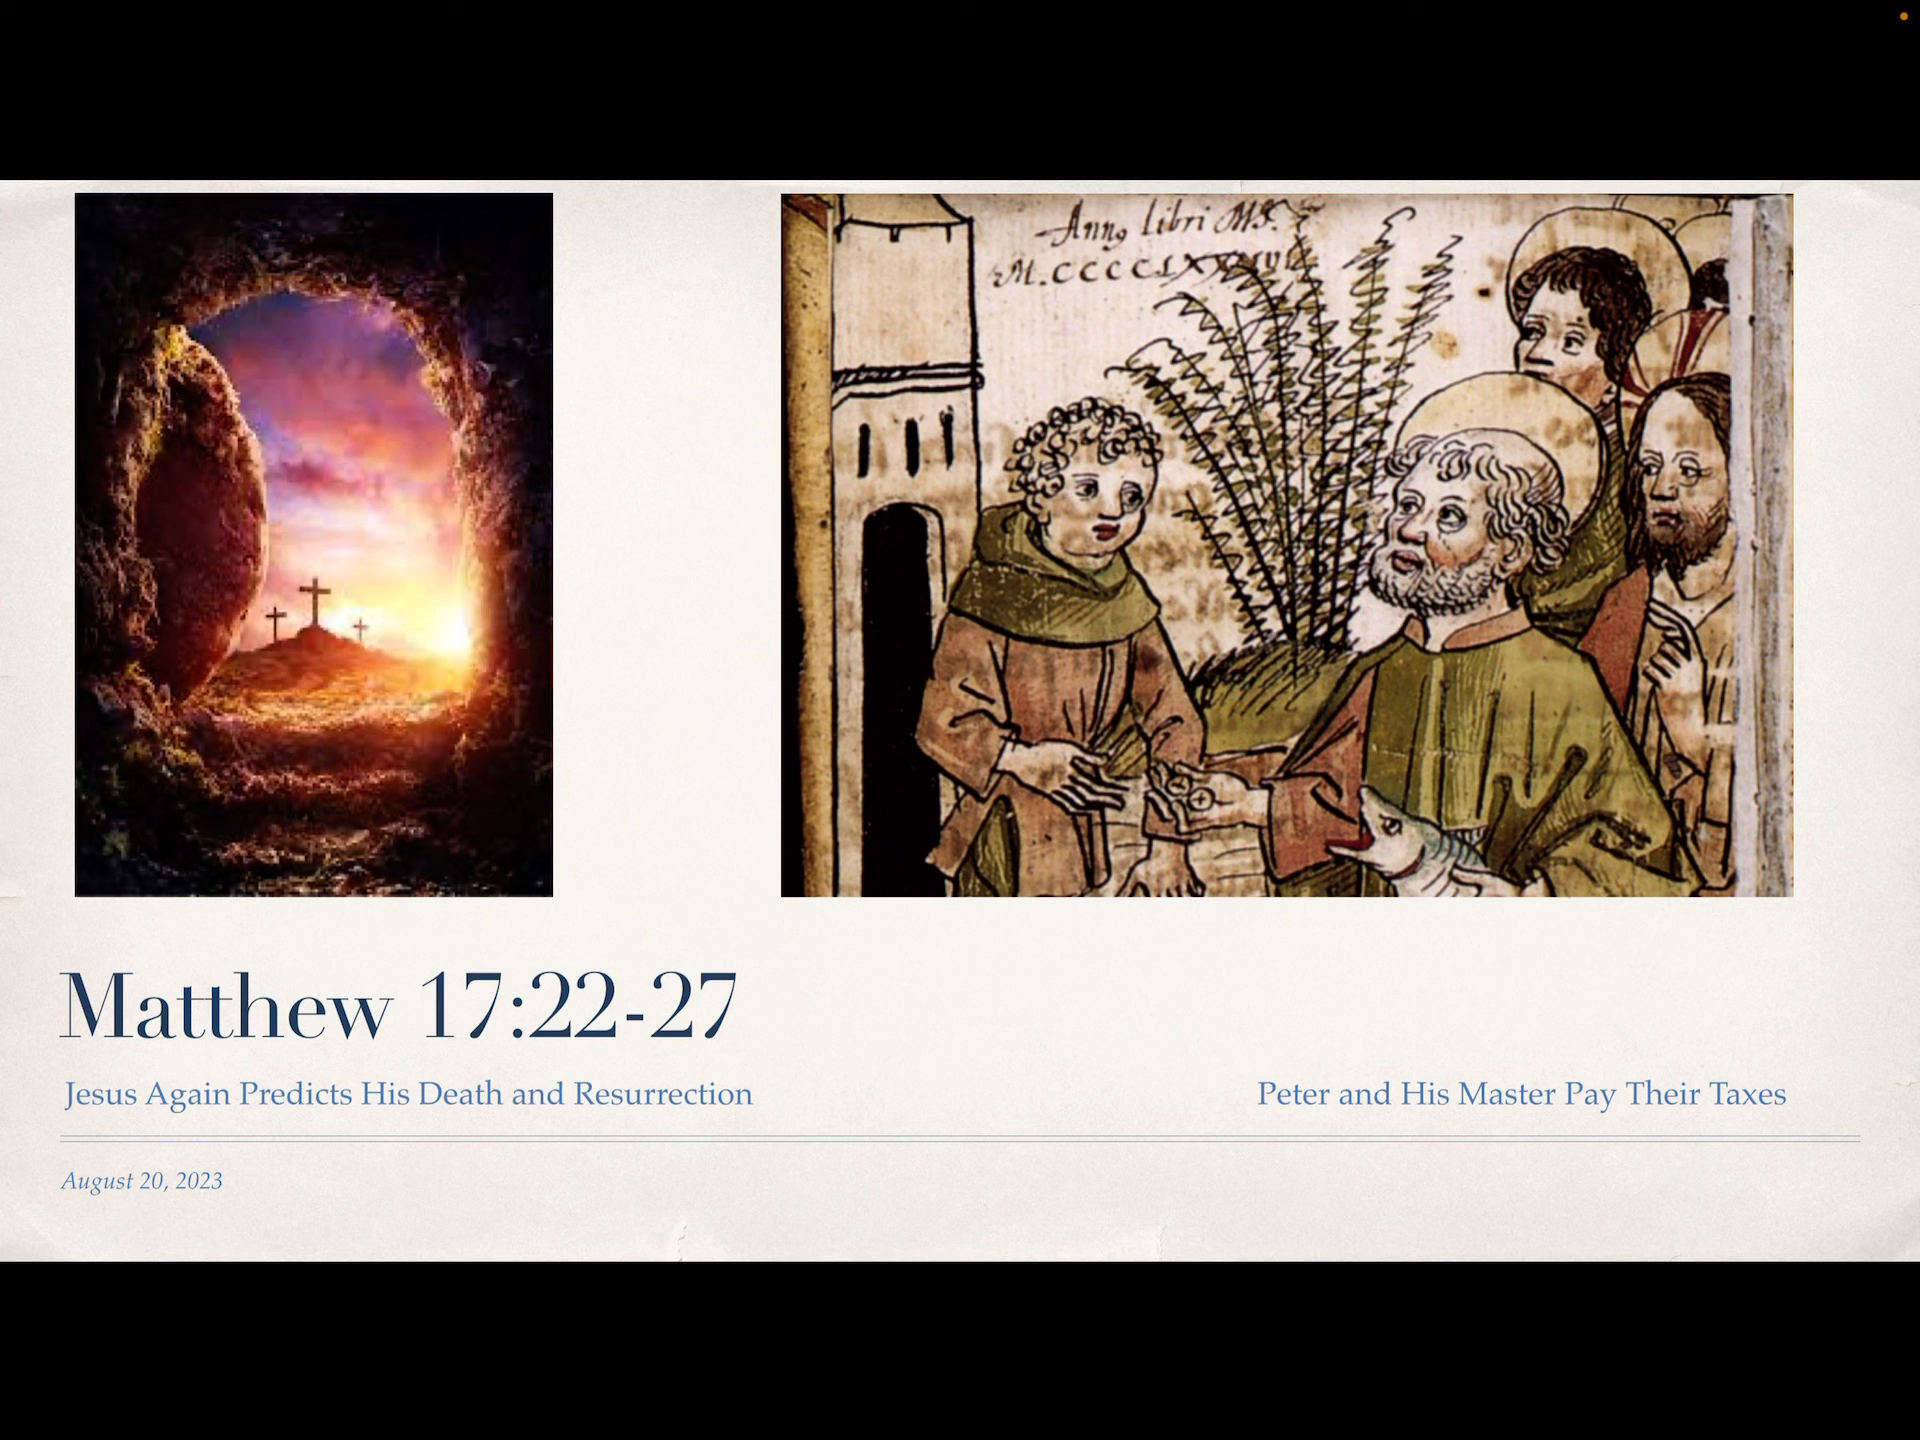 Anno libri MS.
Matthew 17:22-27
Jesus Again Predicts His Death and Resurrection
Peter and His Master Pay Their Taxes
August 20, 2023